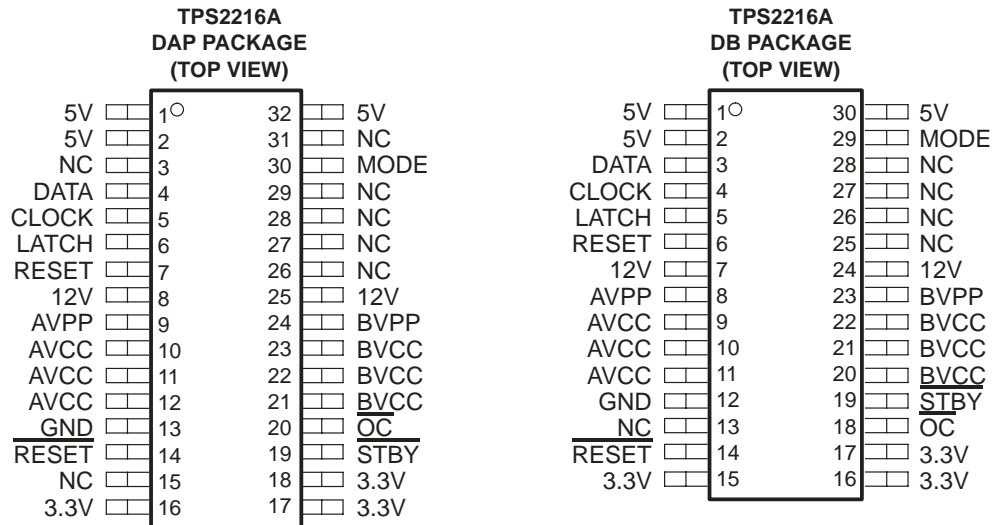 TPS2216A
DAP PACKAGE
(TOP VIEW)
5V 1 32 5V
5V 2 31 NC
NC 3 30 MODE
DATA 4 29 NC
CLOCK 5 28 NC
LATCH 6 27 NC
RESET 7 26 NC
12V 8 25 12V
AVPP 9 24 BVPP
AVCC 10 23 BVCC
AVCC 11 22 BVCC
AVCC 12 21 BVCC
GND 13 20 OC
RESET 14 19 STBY
NC 15 18 3.3V
3.3V 16 17 3.3V
TPS2216A
DB PACKAGE
(TOP VIEW)
5V 1 30 5V
5V 2 29 MODE
DATA 3 28 NC
CLOCK 4 27 NC
LATCH 5 26 NC
RESET 6 25 NC
12V 7 24 12V
AVPP 8 23 BVPP
AVCC 9 22 BVCC
AVCC 10 21 BVCC
AVCC 11 20 BVCC
GND 12 19 STBY
NC 13 18 OC
RESET 14 17 3.3V
3.3V 15 16 3.3V